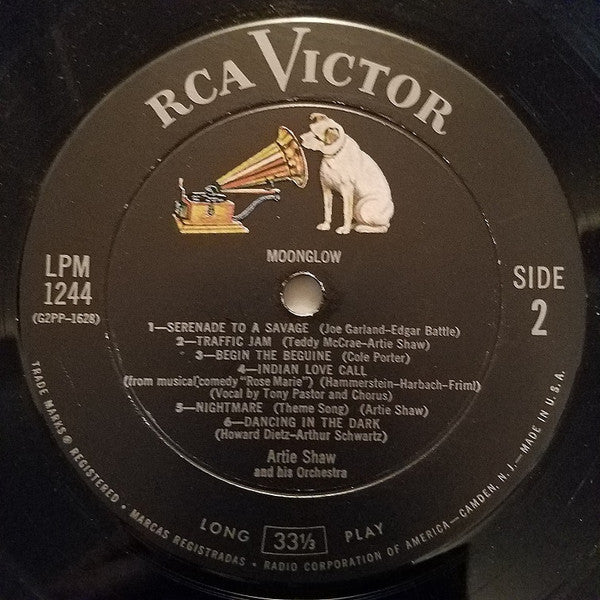 RCA VICTOR
MOONGLOW
LPM
1244
(G2PP-1628)
SIDE
2
1—SERENADE TO A SAVAGE (Joe Garland-Edgar Battle)
2—TRAFFIC JAM (Teddy McCrae-Artie Shaw)
3—BEGIN THE BEGUINE (Cole Porter)
4—INDIAN LOVE CALL
(from musical comedy "Rose Marie") (Hammerstein-Harbach-Friml)
(Vocal by Tony Pastor and Chorus)
5—NIGHTMARE (Theme Song) (Artie Shaw)
6—DANCING IN THE DARK
(Howard Dietz-Arthur Schwartz)
Artie Shaw
and his Orchestra
LONG 33⅓ PLAY
TRADE MARKS ® REGISTERED • MARCAS REGISTRADAS • RADIO CORPORATION OF AMERICA—CAMDEN, N.J.—MADE IN U.S.A.